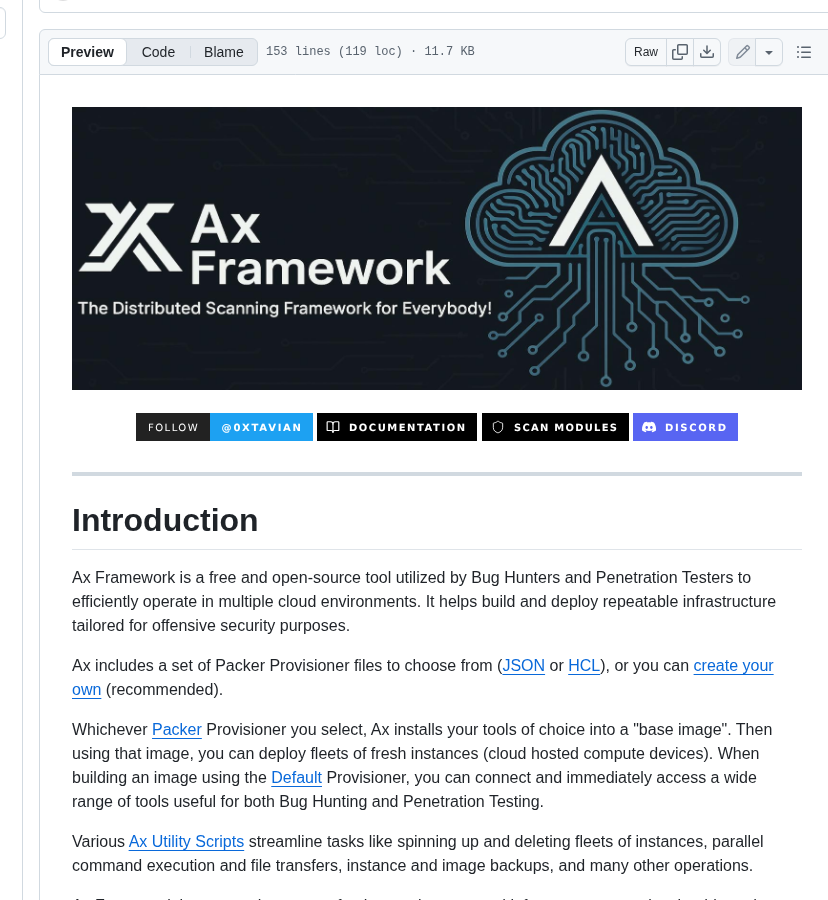 Preview Code Blame 153 lines (119 loc) · 11.7 KB Raw
Ax
Framework
The Distributed Scanning Framework for Everybody!
FOLLOW @0XTAVIAN DOCUMENTATION SCAN MODULES DISCORD
Introduction
Ax Framework is a free and open-source tool utilized by Bug Hunters and Penetration Testers to
efficiently operate in multiple cloud environments. It helps build and deploy repeatable infrastructure
tailored for offensive security purposes.
Ax includes a set of Packer Provisioner files to choose from (JSON or HCL), or you can create your
own (recommended).
Whichever Packer Provisioner you select, Ax installs your tools of choice into a "base image". Then
using that image, you can deploy fleets of fresh instances (cloud hosted compute devices). When
building an image using the Default Provisioner, you can connect and immediately access a wide
range of tools useful for both Bug Hunting and Penetration Testing.
Various Ax Utility Scripts streamline tasks like spinning up and deleting fleets of instances, parallel
command execution and file transfers, instance and image backups, and many other operations.